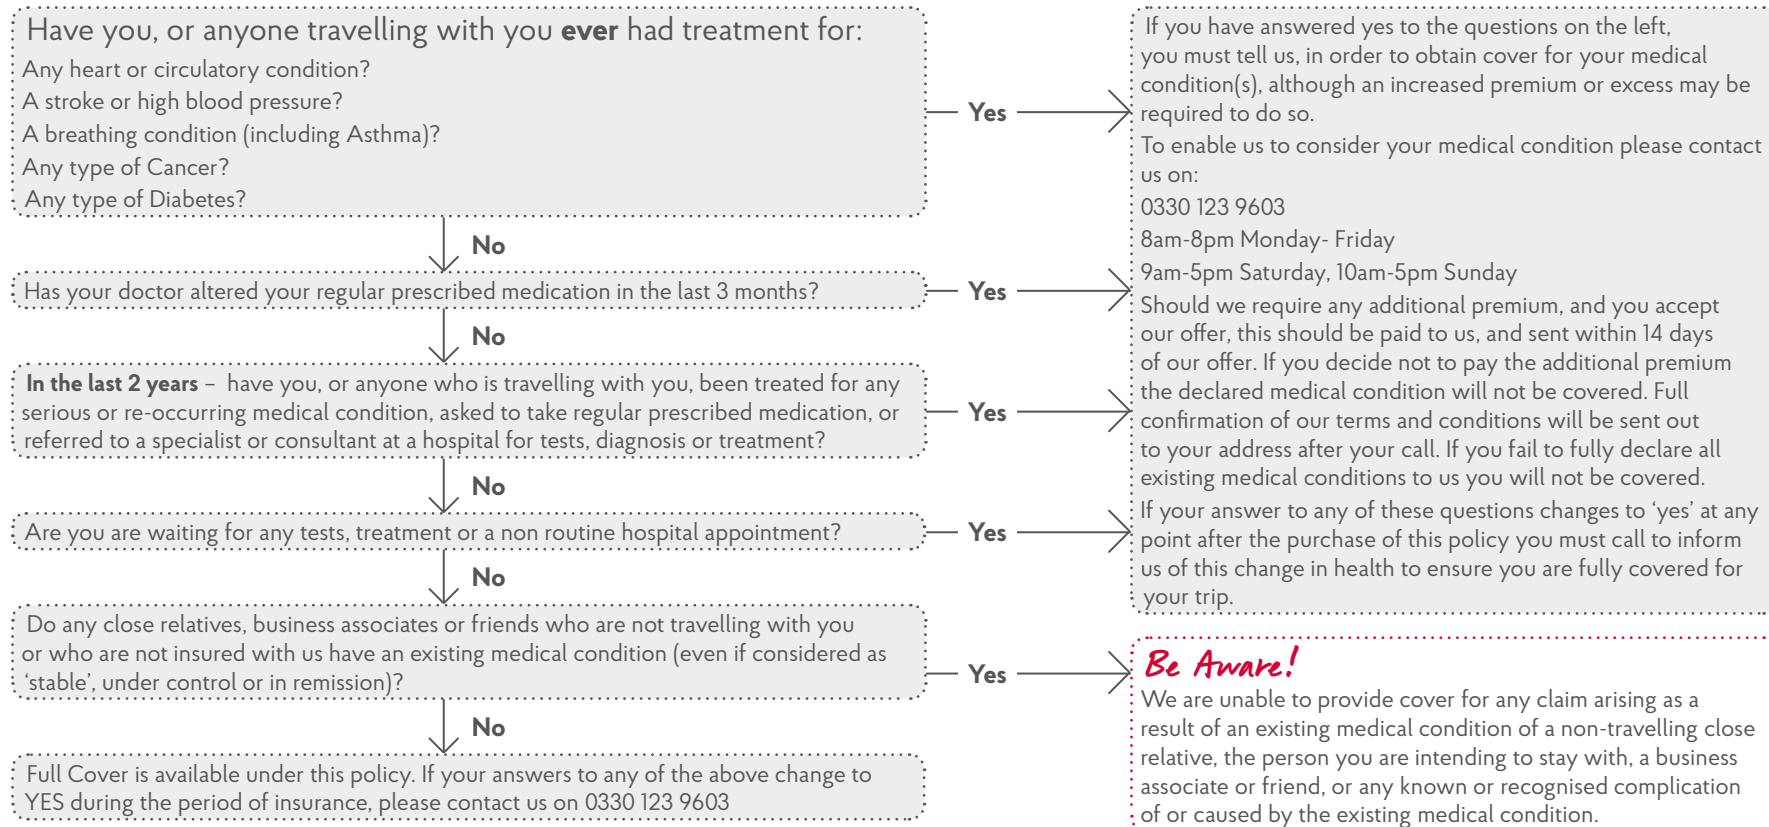 Have you, or anyone travelling with you ever had treatment for:
Any heart or circulatory condition?
A stroke or high blood pressure?
A breathing condition (including Asthma)?
Any type of Cancer?
Any type of Diabetes?
Yes
No
Has your doctor altered your regular prescribed medication in the last 3 months?
Yes
No
In the last 2 years – have you, or anyone who is travelling with you, been treated for any
serious or re-occurring medical condition, asked to take regular prescribed medication, or
referred to a specialist or consultant at a hospital for tests, diagnosis or treatment?
Yes
No
Are you are waiting for any tests, treatment or a non routine hospital appointment?
Yes
No
Do any close relatives, business associates or friends who are not travelling with you
or who are not insured with us have an existing medical condition (even if considered as
‘stable’, under control or in remission)?
Yes
No
Full Cover is available under this policy. If your answers to any of the above change to
YES during the period of insurance, please contact us on 0330 123 9603
If you have answered yes to the questions on the left,
you must tell us, in order to obtain cover for your medical
condition(s), although an increased premium or excess may be
required to do so.
To enable us to consider your medical condition please contact
us on:
0330 123 9603
8am-8pm Monday- Friday
9am-5pm Saturday, 10am-5pm Sunday
Should we require any additional premium, and you accept
our offer, this should be paid to us, and sent within 14 days
of our offer. If you decide not to pay the additional premium
the declared medical condition will not be covered. Full
confirmation of our terms and conditions will be sent out
to your address after your call. If you fail to fully declare all
existing medical conditions to us you will not be covered.
If your answer to any of these questions changes to ‘yes’ at any
point after the purchase of this policy you must call to inform
us of this change in health to ensure you are fully covered for
your trip.
Be Aware!
We are unable to provide cover for any claim arising as a
result of an existing medical condition of a non-travelling close
relative, the person you are intending to stay with, a business
associate or friend, or any known or recognised complication
of or caused by the existing medical condition.